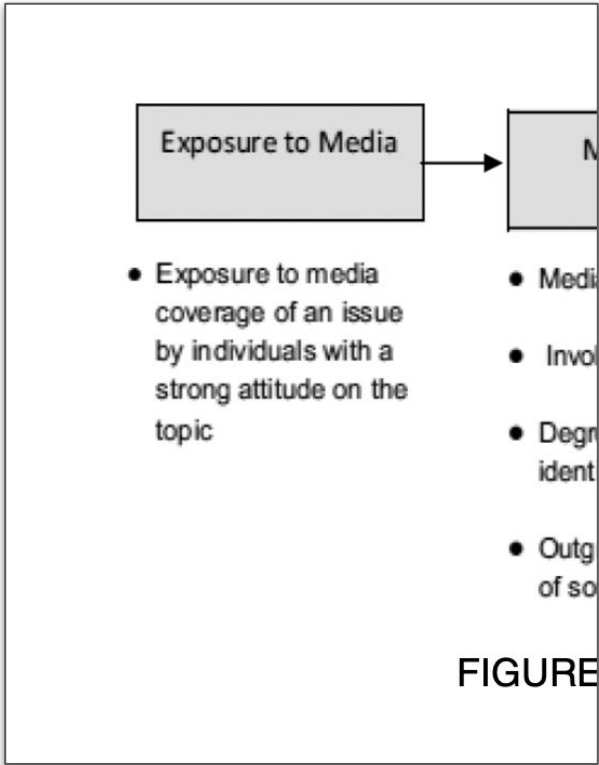 Exposure to Media
● Exposure to media
coverage of an issue
by individuals with a
strong attitude on the
topic
●
●
●
● 
of
FIGURE